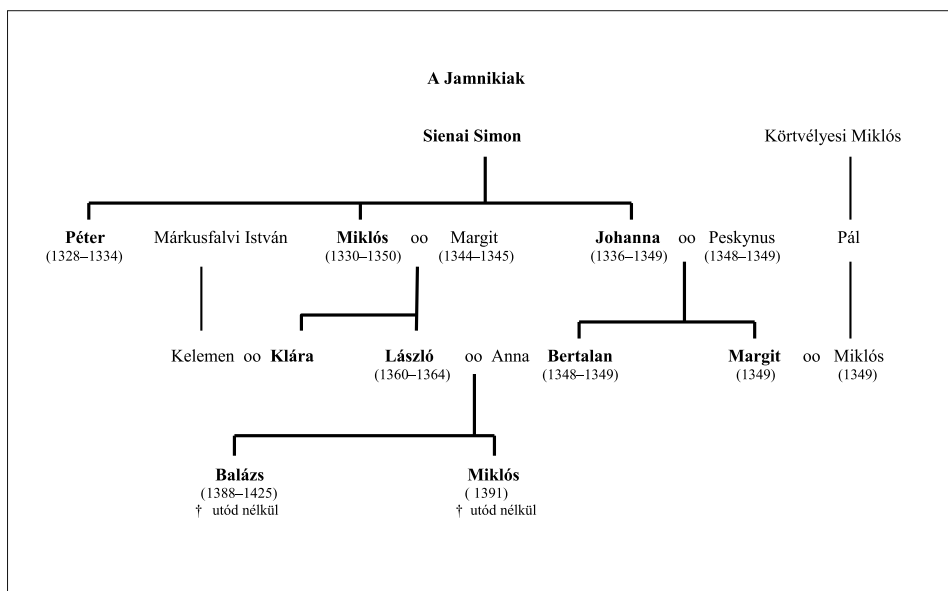 A Jamnikiak
Sienai Simon Körtvélyesi Miklós
Péter Márkusfalvi István Miklós oo Margit Johanna oo Peskynus Pál
(1328–1334) (1330–1350) (1344–1345) (1336–1349) (1348–1349)
Kelemen oo Klára László oo Anna Bertalan Margit oo Miklós
(1360–1364) (1348–1349) (1349) (1349)
Balázs Miklós
(1388–1425) ( 1391)
† utód nélkül † utód nélkül